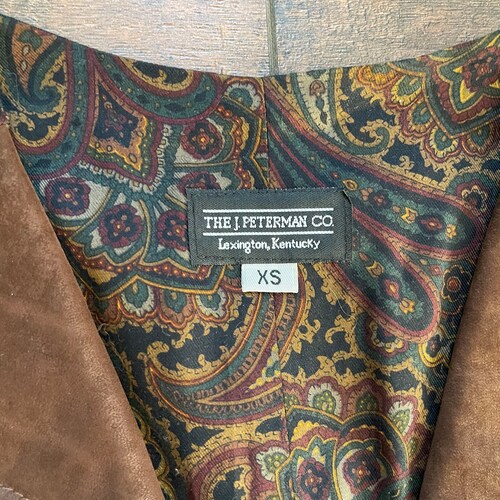 THE J. PETERMAN CO.
Lexington, Kentucky
XS